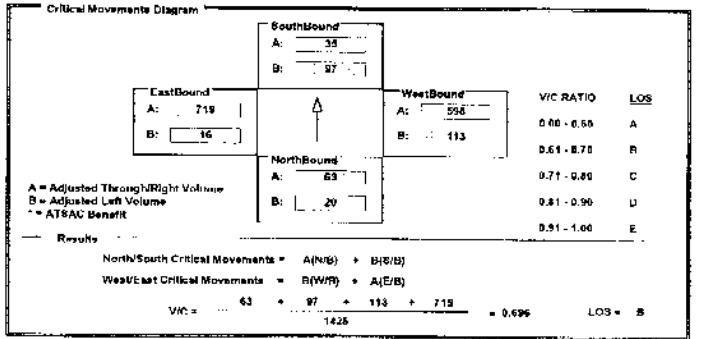 Critical Movements Diagram
SouthBound
A: 35
B: 97
EastBound
A: 719
B: 16
WestBound
A: 598
B: 113
NorthBound
A: 63
B: 20
V/C RATIO LOS
0.00 - 0.60 A
0.61 - 0.70 B
0.71 - 0.80 C
0.81 - 0.90 D
0.91 - 1.00 E
A = Adjusted Through/Right Volume
B = Adjusted Left Volume
* = ATSAC Benefit
Results
North/South Critical Movements = A(N/B) + B(S/B)
West/East Critical Movements = B(W/B) + A(E/B)
V/C = 63 + 97 + 113 + 719
1425
= 0.696 LOS = B